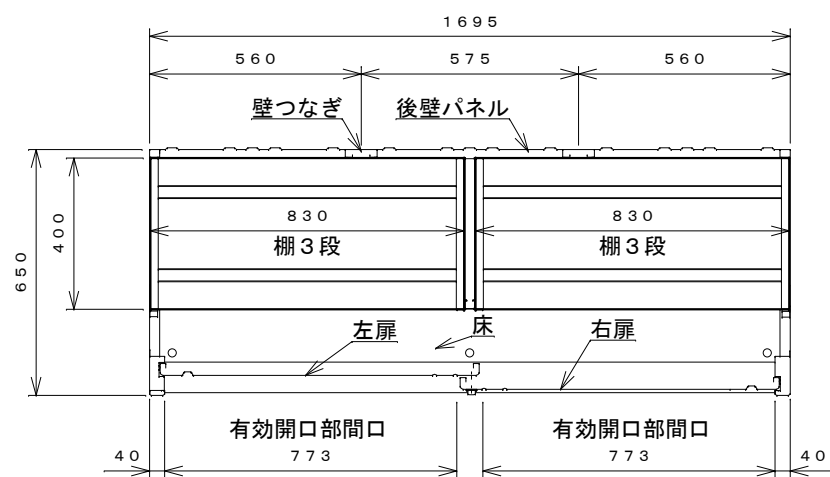 1695
560 575 560
壁つなぎ 後壁パネル
650
400
830 830
棚３段 棚３段
左扉 床 右扉
有効開口部間口 有効開口部間口
40 773 773 40